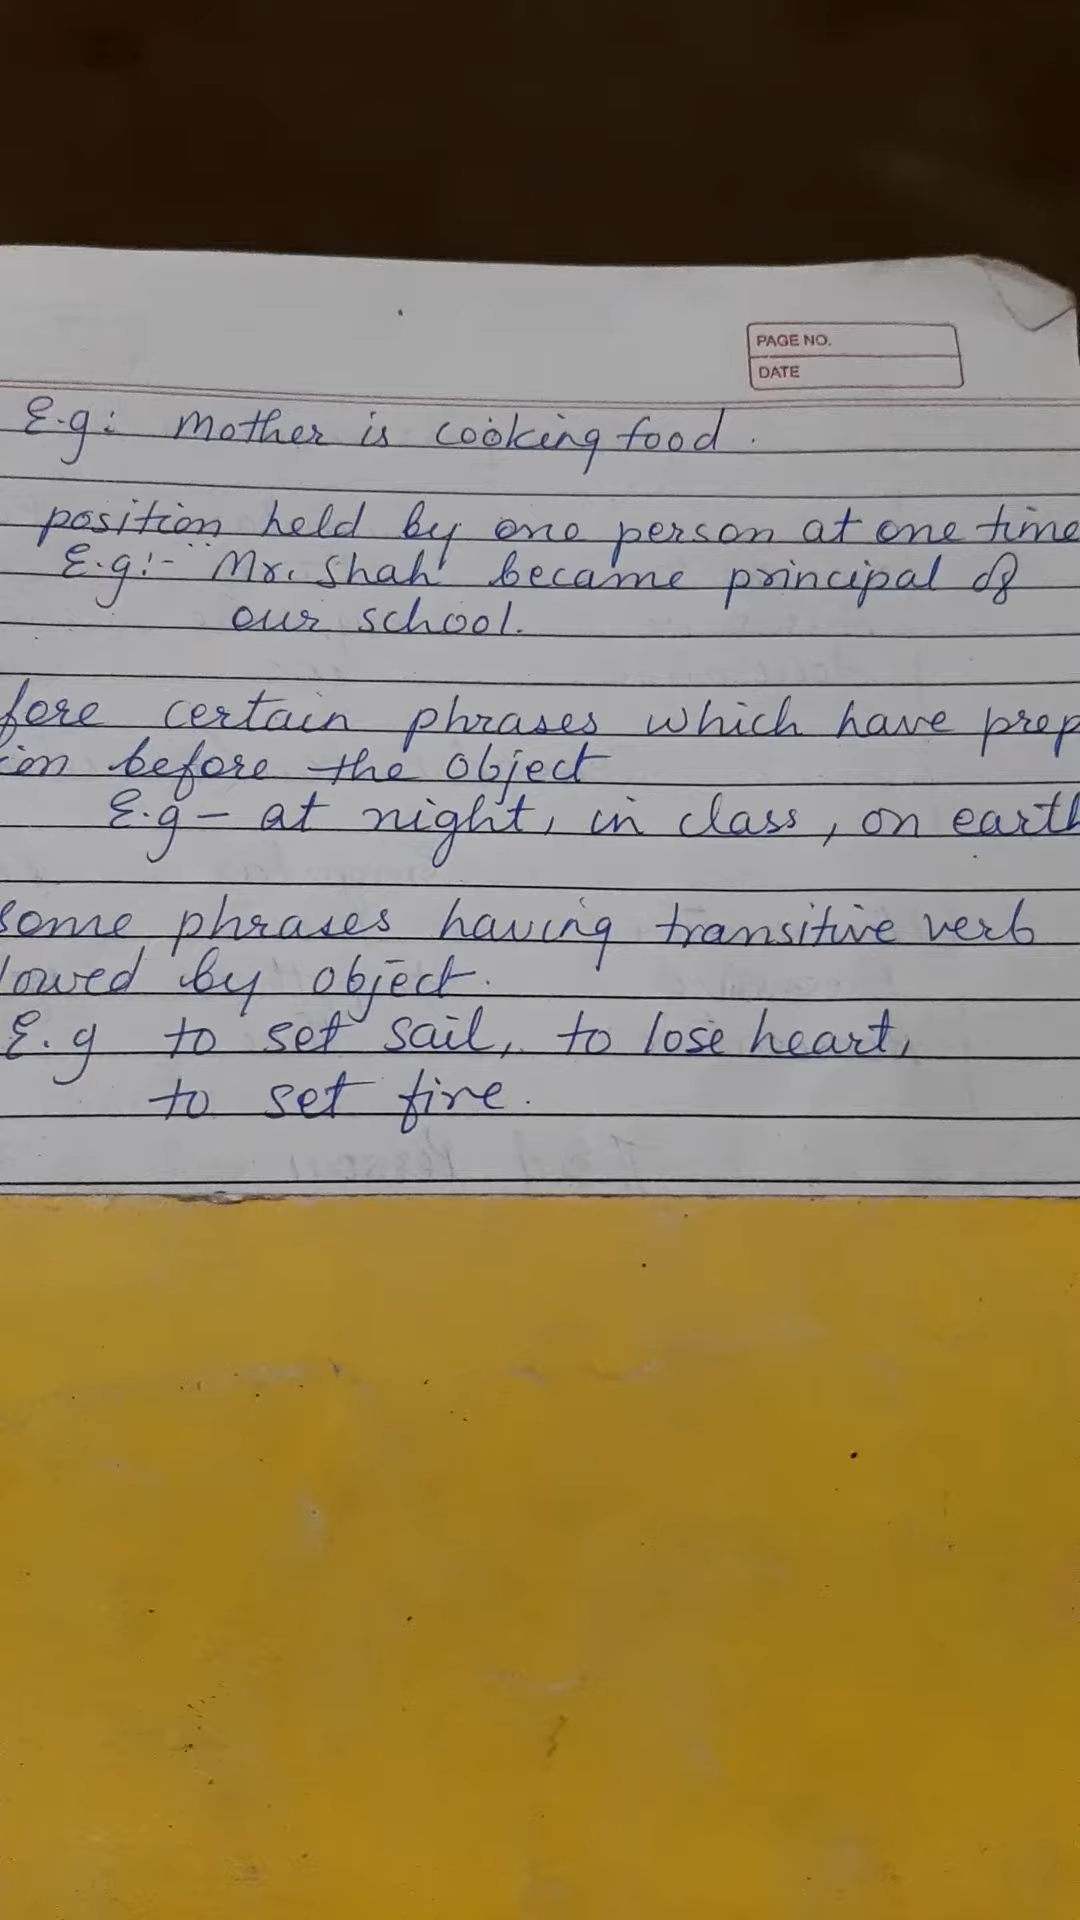 PAGE NO.
DATE
E.g: Mother is cooking food.
position held by one person at one time
E.g:- Mr. Shah became principal of
our school.
fore certain phrases which have prep
ion before the object
E.g - at night, in class, on earth
some phrases having transitive verb
lowed by object.
E.g to set sail, to lose heart,
to set fire.